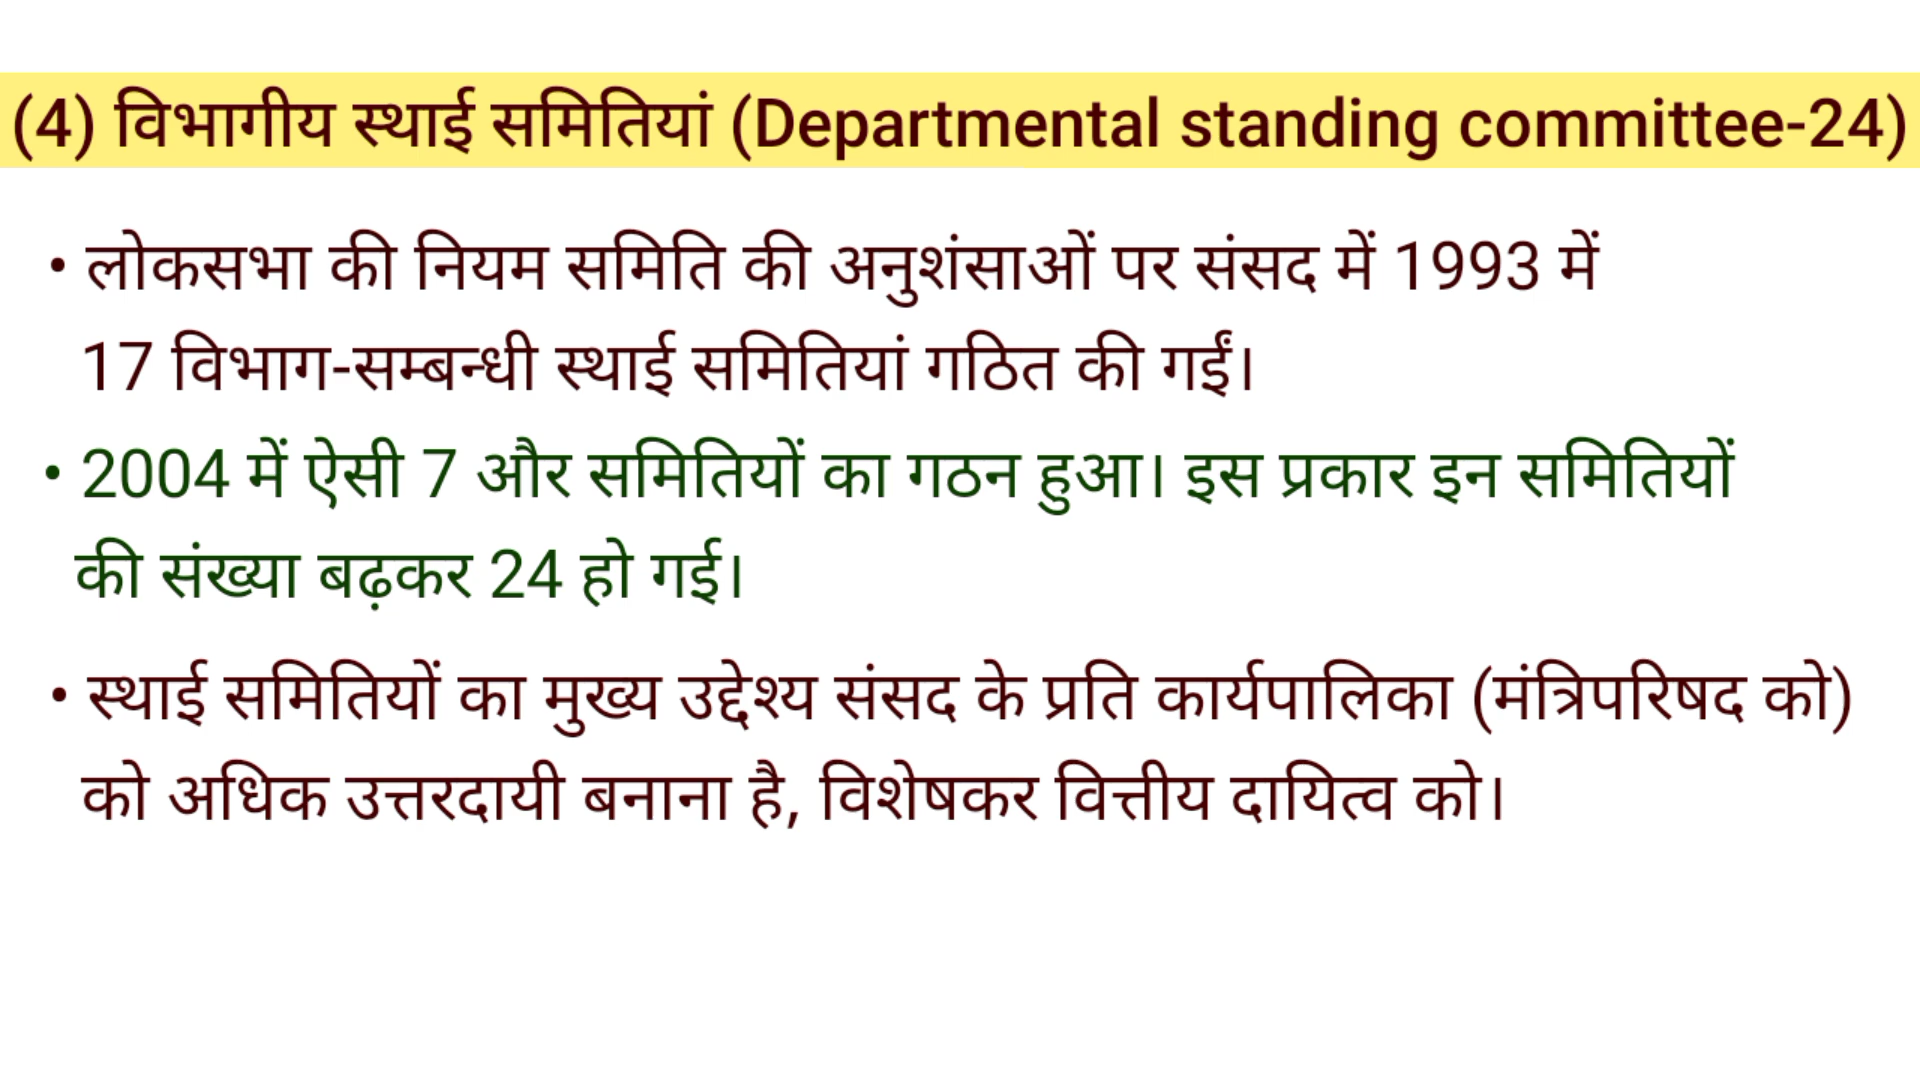 (4) विभागीय स्थाई समितियां (Departmental standing committee-24)
• लोकसभा की नियम समिति की अनुशंसाओं पर संसद में 1993 में
17 विभाग-सम्बन्धी स्थाई समितियां गठित की गईं।
• 2004 में ऐसी 7 और समितियों का गठन हुआ। इस प्रकार इन समितियों
की संख्या बढ़कर 24 हो गई।
• स्थाई समितियों का मुख्य उद्देश्य संसद के प्रति कार्यपालिका (मंत्रिपरिषद को)
को अधिक उत्तरदायी बनाना है, विशेषकर वित्तीय दायित्व को।